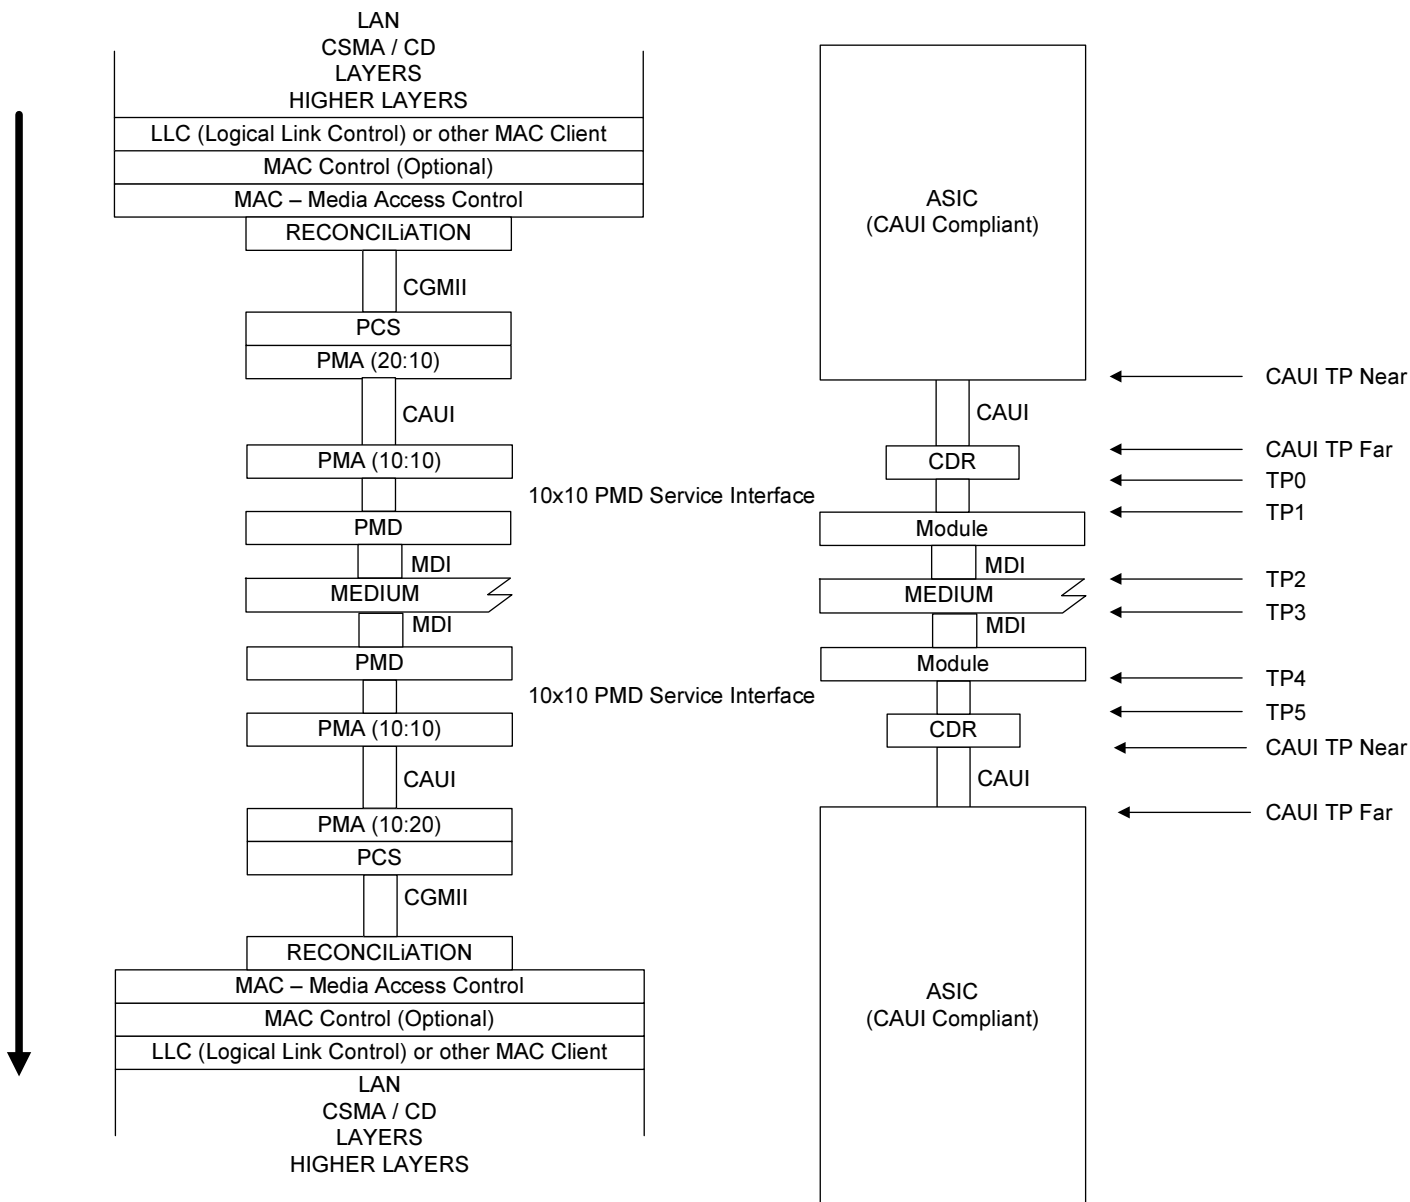 LAN
CSMA / CD
LAYERS
HIGHER LAYERS
LLC (Logical Link Control) or other MAC Client
MAC Control (Optional)
MAC – Media Access Control
RECONCILiATION
CGMII
PCS
PMA (20:10)
CAUI
PMA (10:10)
10x10 PMD Service Interface
PMD
MDI
MEDIUM
MDI
PMD
10x10 PMD Service Interface
PMA (10:10)
CAUI
PMA (10:20)
PCS
CGMII
RECONCILiATION
MAC – Media Access Control
MAC Control (Optional)
LLC (Logical Link Control) or other MAC Client
LAN
CSMA / CD
LAYERS
HIGHER LAYERS
ASIC
(CAUI Compliant)
CAUI
CDR
Module
MDI
MEDIUM
MDI
Module
CDR
CAUI
ASIC
(CAUI Compliant)
CAUI TP Near
CAUI TP Far
TP0
TP1
TP2
TP3
TP4
TP5
CAUI TP Near
CAUI TP Far